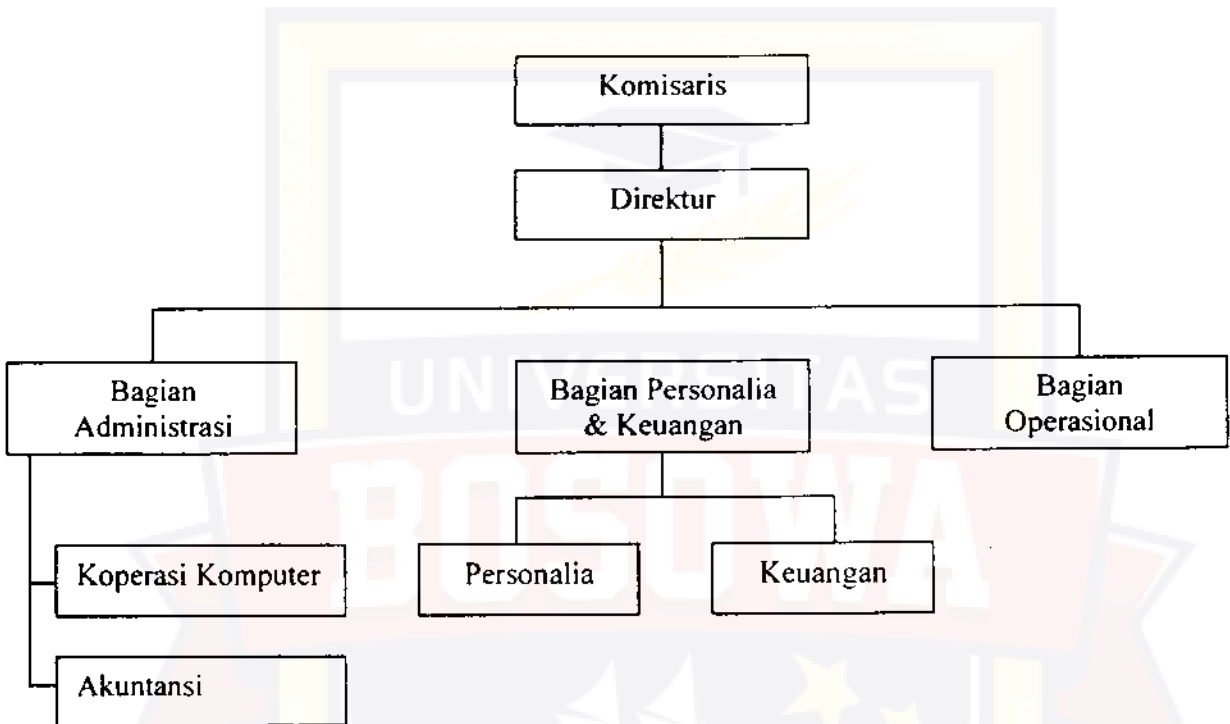 Komisaris
Direktur
Bagian
Administrasi
Bagian Personalia
& Keuangan
Bagian
Operasional
Koperasi Komputer
Personalia
Keuangan
Akuntansi
UNIVERSITAS
BOSOWA